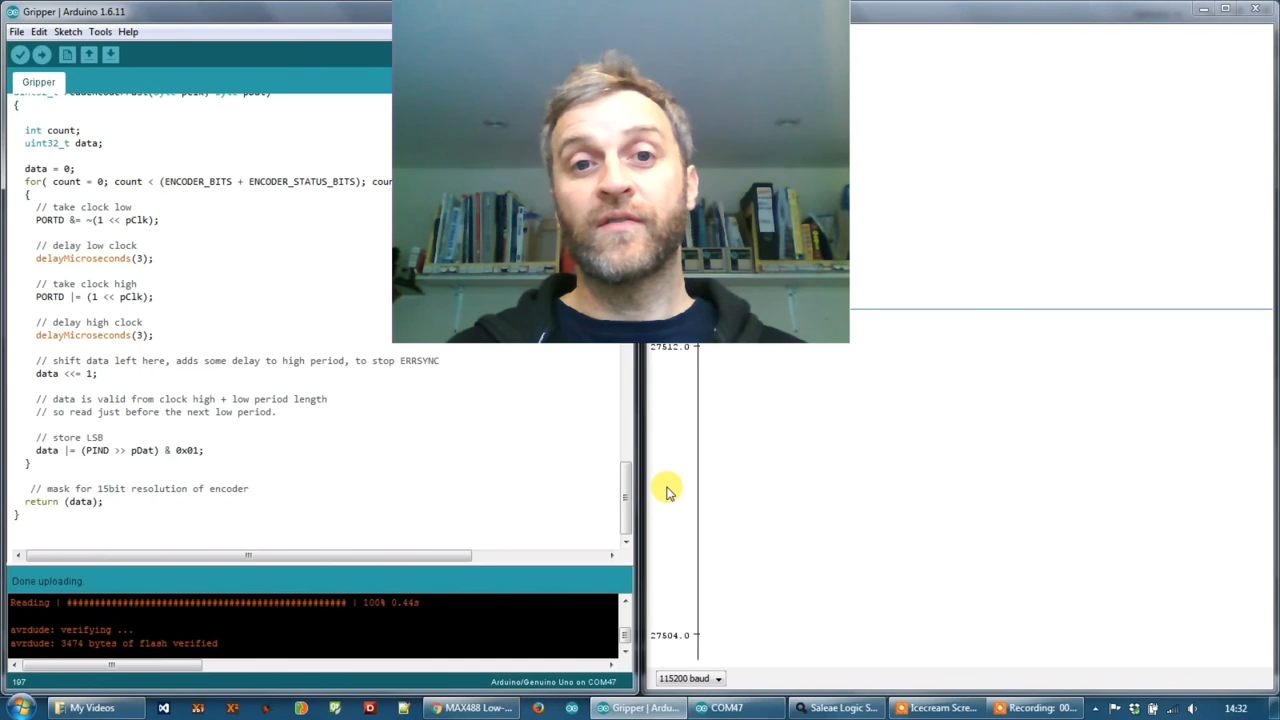 Gripper | Arduino 1.6.11
File Edit Sketch Tools Help
Gripper
{
int count;
uint32_t data;
data = 0;
for( count = 0; count < (ENCODER_BITS + ENCODER_STATUS_BITS); cou
{
// take clock low
PORTD &= ~(1 << pClk);
// delay low clock
delayMicroseconds(3);
// take clock high
PORTD |= (1 << pClk);
// delay high clock
delayMicroseconds(3);
// shift data left here, adds some delay to high period, to stop ERRSYNC
data <<= 1;
// data is valid from clock high + low period length
// so read just before the next low period.
// store LSB
data |= (PIND >> pDat) & 0x01;
}
// mask for 15bit resolution of encoder
return (data);
}
Done uploading.
Reading | ################################################## | 100% 0.44s
avrdude: verifying ...
avrdude: 3474 bytes of flash verified
197 Arduino/Genuino Uno on COM47
27512.0
27504.0
115200 baud
My Videos MAX488 Low-... Gripper | Ardu... COM47 Saleae Logic S... Icecream Scre... Recording: 00... 14:32